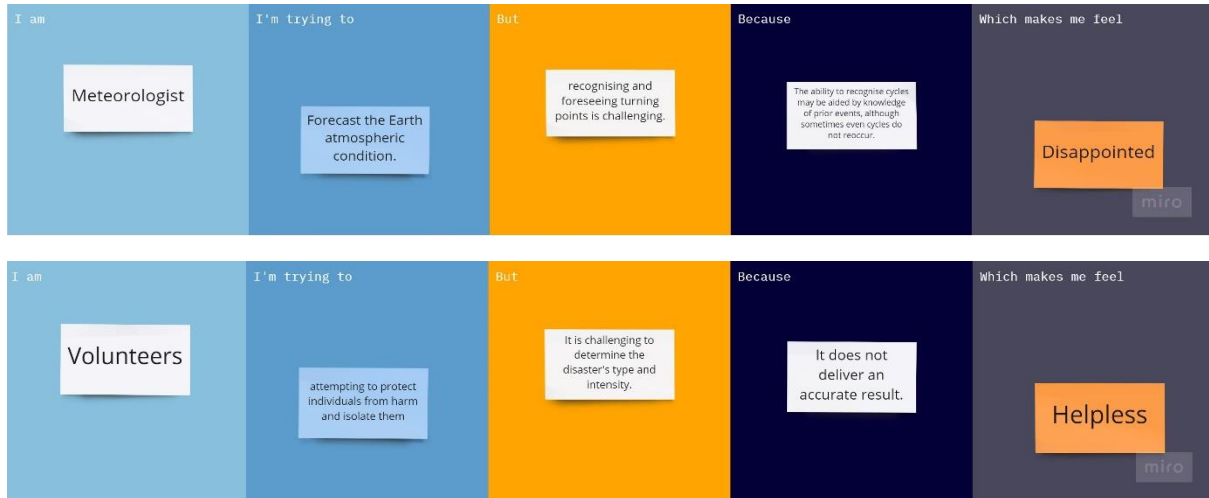 I am
I'm trying to
But
Because
Which makes me feel
Meteorologist
Forecast the Earth
atmospheric
condition.
recognising and
foreseeing turning
points is challenging.
The ability to recognise cycles
may be aided by knowledge
of prior events, although
sometimes even cycles do
not reoccur.
Disappointed
miro
I am
I'm trying to
But
Because
Which makes me feel
Volunteers
attempting to protect
individuals from harm
and isolate them
It is challenging to
determine the
disaster's type and
intensity.
It does not
deliver an
accurate result.
Helpless
miro